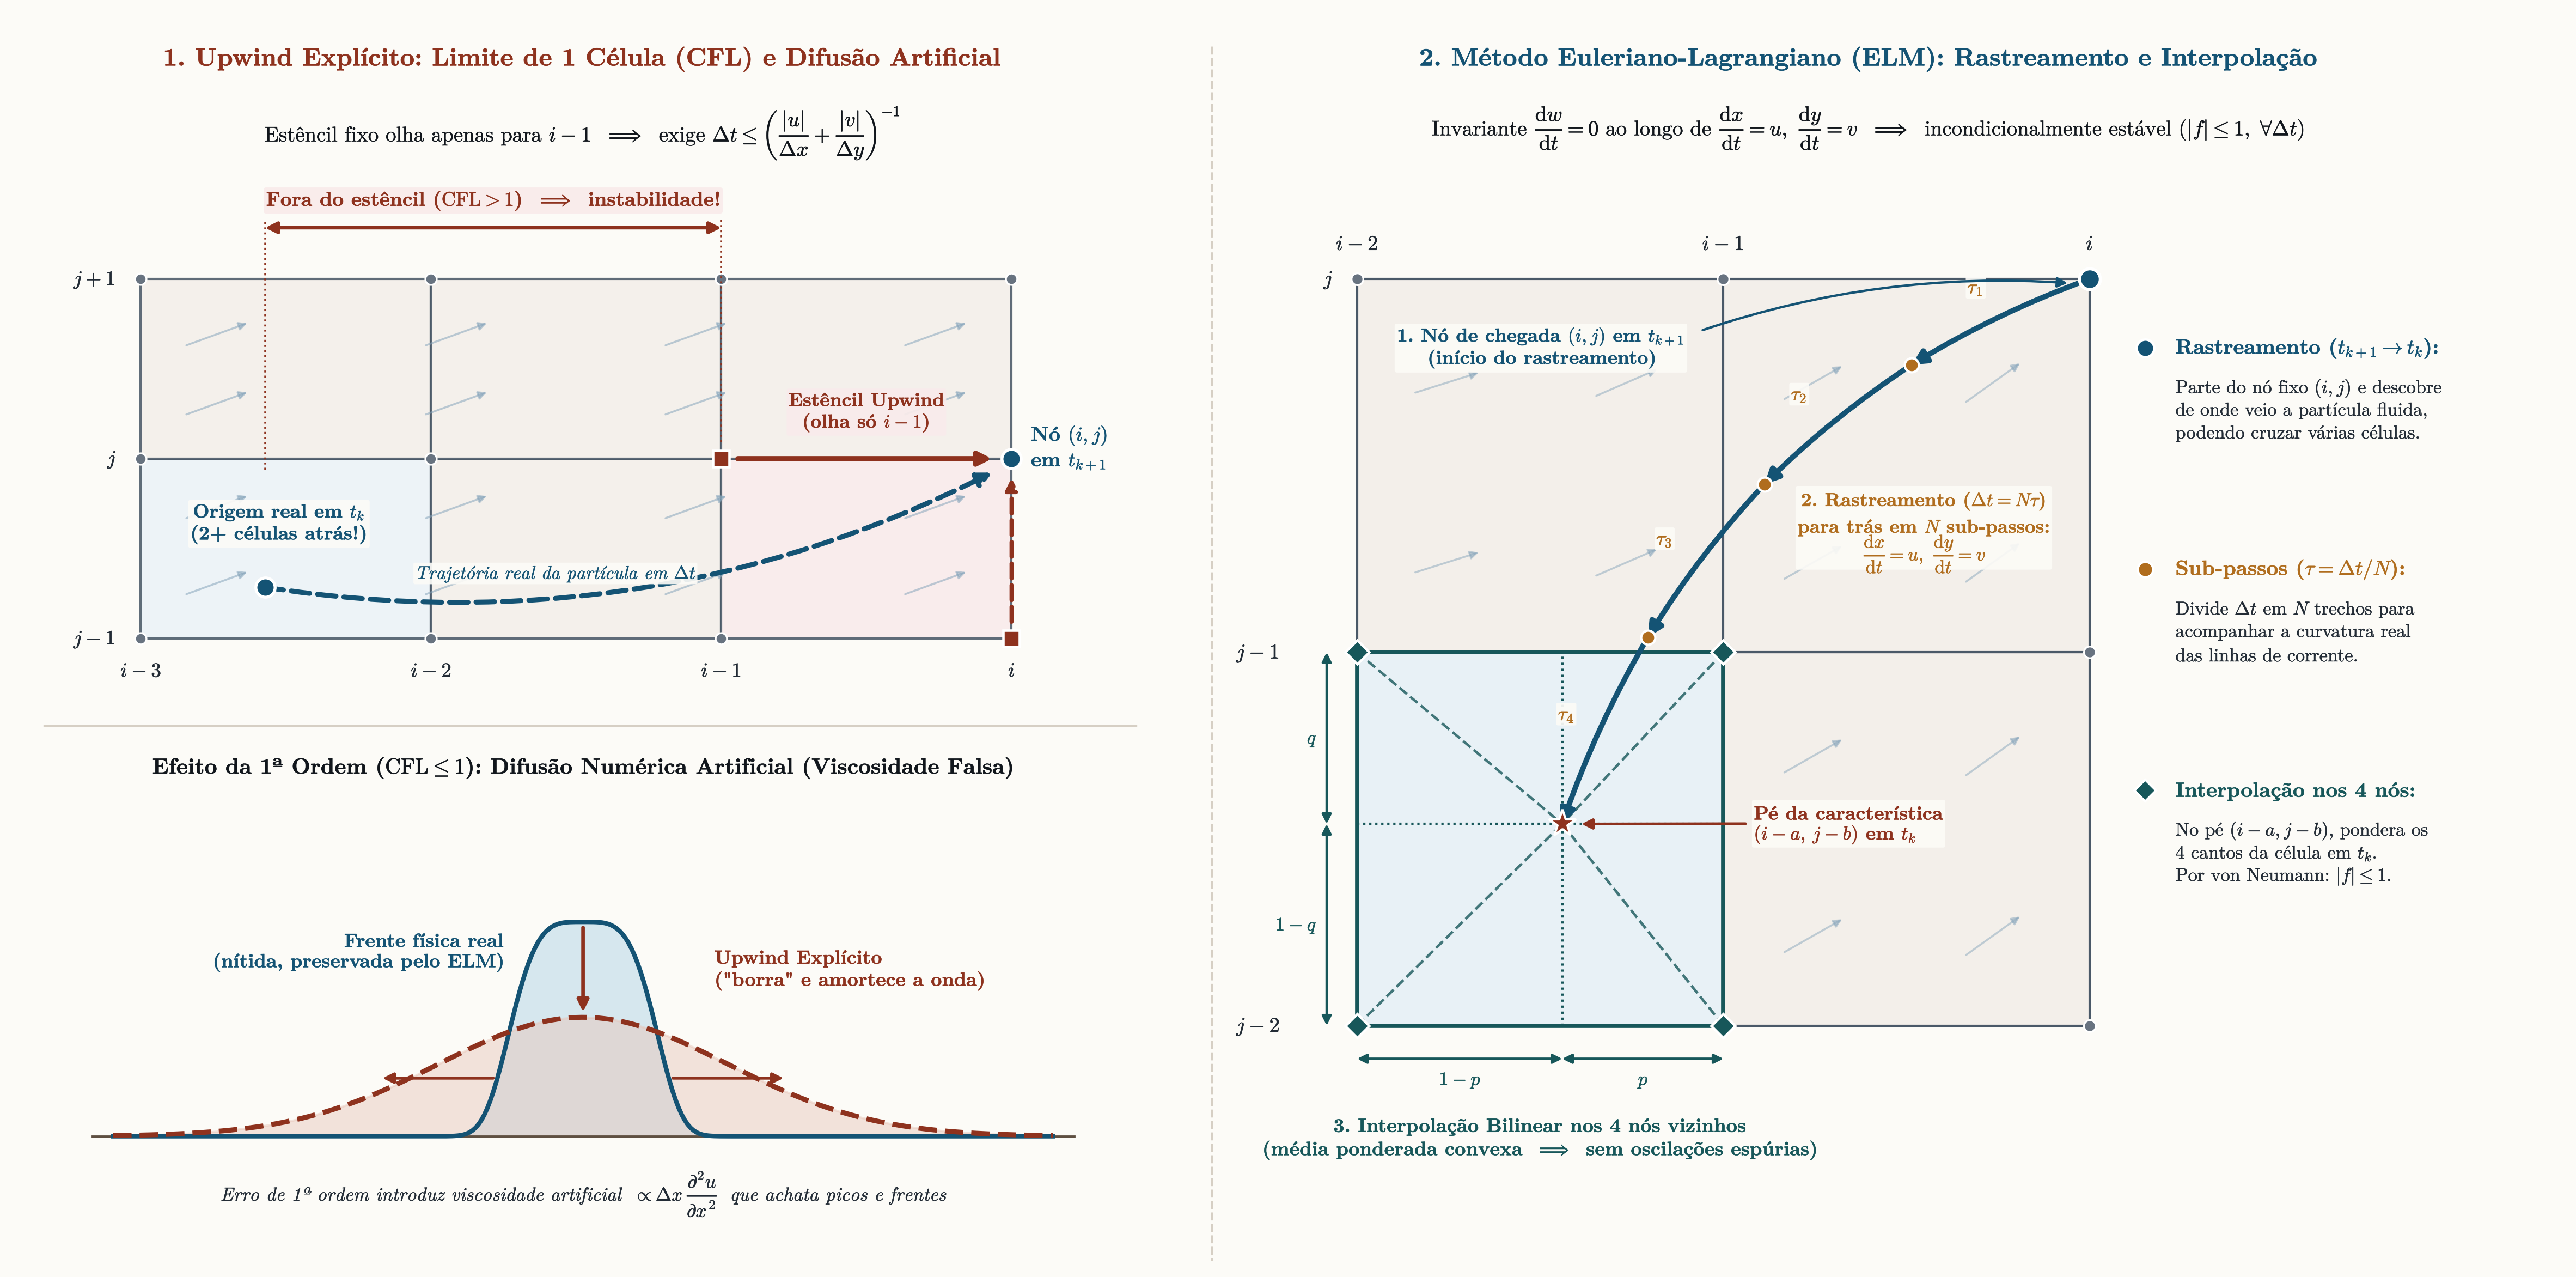 1. Upwind Explícito: Limite de 1 Célula (CFL) e Difusão Artificial
Estêncil fixo olha apenas para i − 1 ⟹ exige Δt ≤ (|u|/Δx + |v|/Δy)⁻¹
Fora do estêncil (CFL > 1) ⟹ instabilidade!
j + 1
j
j − 1
i − 3
i − 2
i − 1
i
Estêncil Upwind
(olha só i − 1)
Nó (i, j)
em tₖ₊₁
Origem real em tₖ
(2+ células atrás!)
Trajetória real da partícula em Δt
Efeito da 1ª Ordem (CFL ≤ 1): Difusão Numérica Artificial (Viscosidade Falsa)
Frente física real
(nítida, preservada pelo ELM)
Upwind Explícito
("borra" e amortece a onda)
Erro de 1ª ordem introduz viscosidade artificial ∝ Δx ∂²u/∂x² que achata picos e frentes
2. Método Euleriano-Lagrangiano (ELM): Rastreamento e Interpolação
Invariante dw/dt = 0 ao longo de dx/dt = u, dy/dt = v ⟹ incondicionalmente estável (|f| ≤ 1, ∀Δt)
i − 2
i − 1
i
j
j − 1
j − 2
1. Nó de chegada (i, j) em tₖ₊₁
(início do rastreamento)
τ₁
τ₂
τ₃
τ₄
2. Rastreamento (Δt = Nτ)
para trás em N sub-passos:
dx/dt = u, dy/dt = v
Pé da característica
(i − a, j − b) em tₖ
q
1 − q
1 − p
p
3. Interpolação Bilinear nos 4 nós vizinhos
(média ponderada convexa ⟹ sem oscilações espúrias)
Rastreamento (tₖ₊₁ → tₖ):
Parte do nó fixo (i, j) e descobre
de onde veio a partícula fluida,
podendo cruzar várias células.
Sub-passos (τ = Δt/N):
Divide Δt em N trechos para
acompanhar a curvatura real
das linhas de corrente.
Interpolação nos 4 nós:
No pé (i − a, j − b), pondera os
4 cantos da célula em tₖ.
Por von Neumann: |f| ≤ 1.